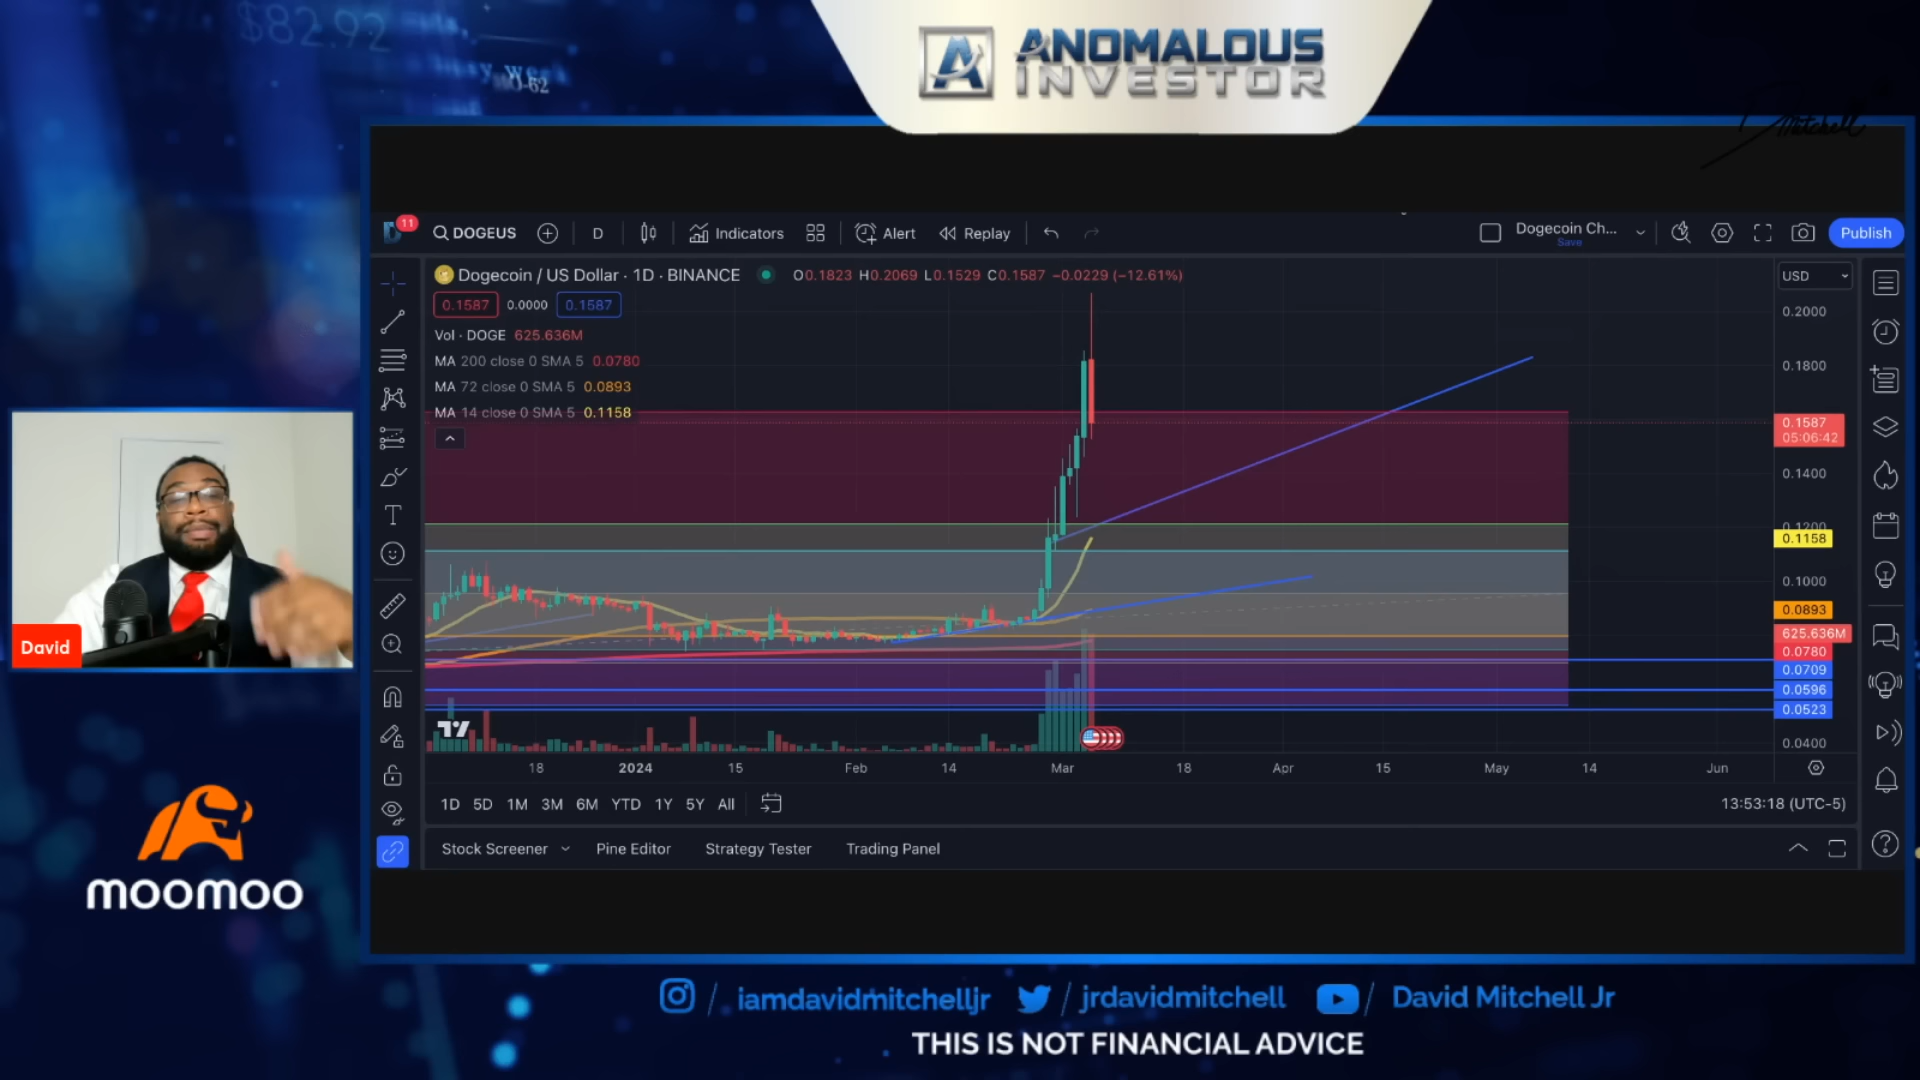 $82.92
ANOMALOUS
INVESTOR
D Mitchell
11
DOGEUS
D
Indicators
Alert
Replay
Dogecoin Ch...
Save
Publish
Dogecoin / US Dollar · 1D · BINANCE
O0.1823 H0.2069 L0.1529 C0.1587 −0.0229 (−12.61%)
USD
0.1587 0.0000 0.1587
Vol · DOGE 625.636M
MA 200 close 0 SMA 5 0.0780
MA 72 close 0 SMA 5 0.0893
MA 14 close 0 SMA 5 0.1158
0.2000
0.1800
0.1587
05:06:42
0.1400
0.1200
0.1158
0.1000
0.0893
625.636M
0.0780
0.0709
0.0596
0.0523
0.0400
18 2024 15 Feb 14 Mar 18 Apr 15 May 14 Jun
1D 5D 1M 3M 6M YTD 1Y 5Y All
13:53:18 (UTC-5)
Stock Screener Pine Editor Strategy Tester Trading Panel
David
moomoo
/ iamdavidmitchelljr / jrdavidmitchell / David Mitchell Jr
THIS IS NOT FINANCIAL ADVICE